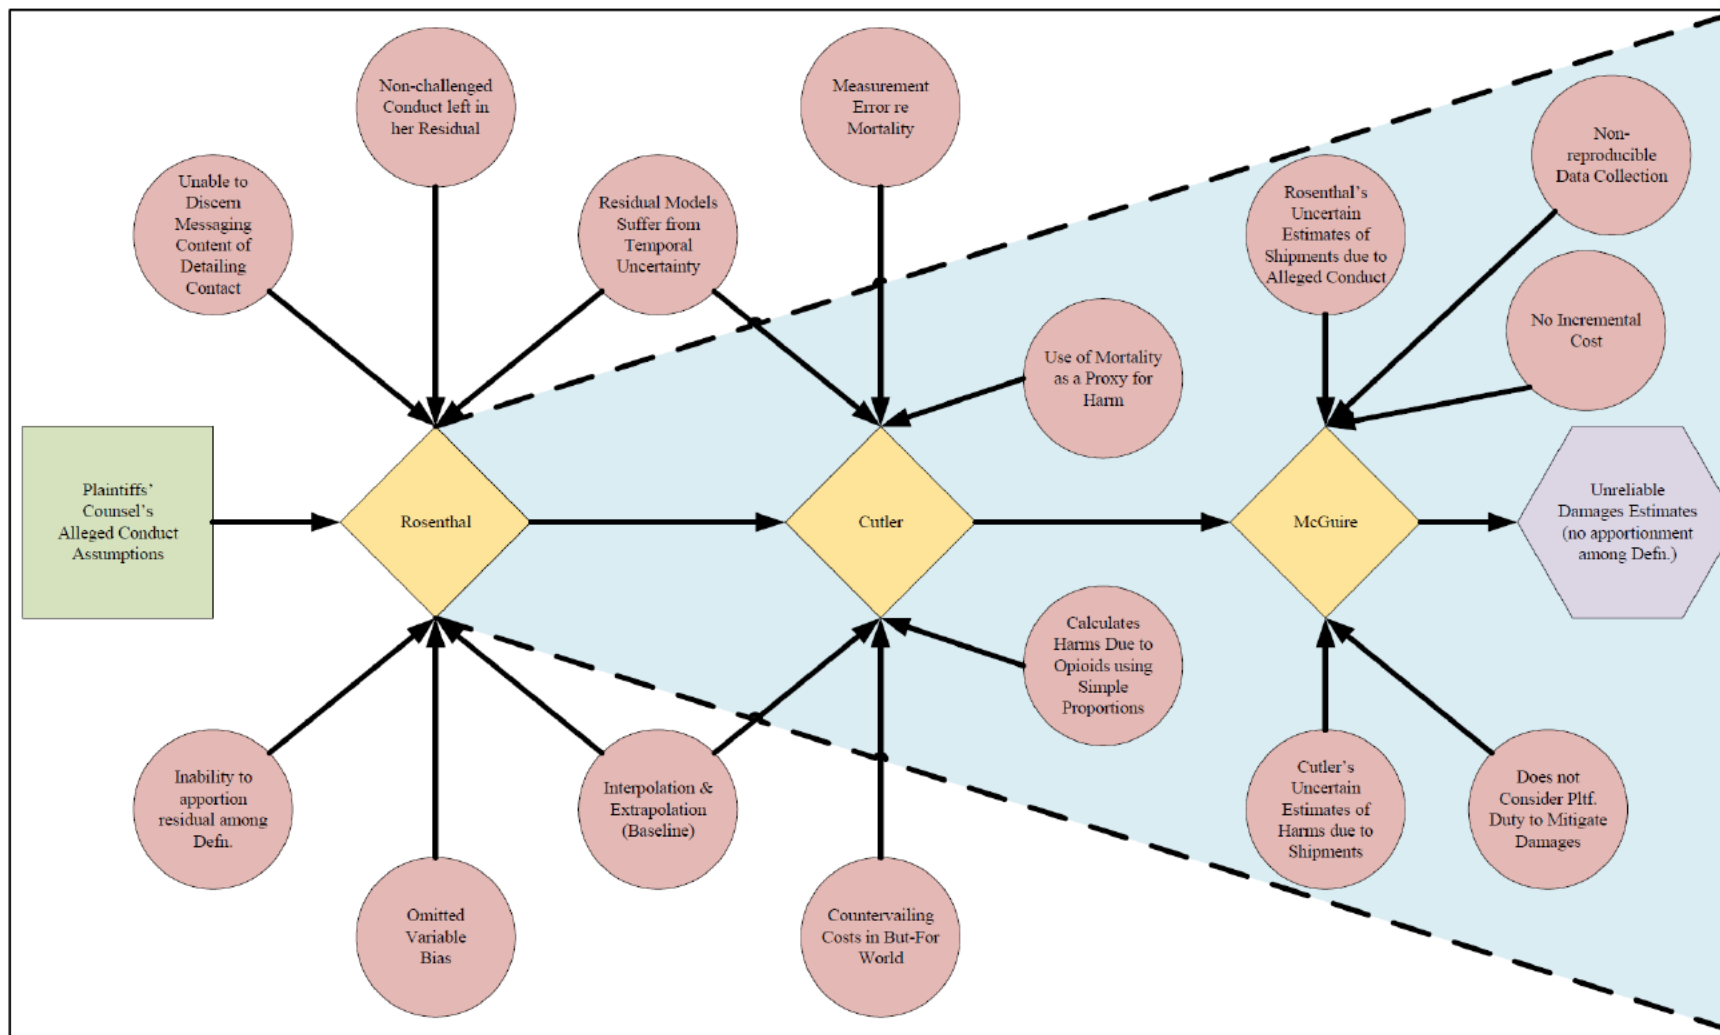 Non-challenged
Conduct left in
her Residual
Measurement
Error re
Mortality
Non-
reproducible
Data Collection
Unable to
Discern
Messaging
Content of
Detailing
Contact
Residual Models
Suffer from
Temporal
Uncertainty
Rosenthal's
Uncertain
Estimates of
Shipments due to
Alleged Conduct
No Incremental
Cost
Use of Mortality
as a Proxy for
Harm
Plaintiffs'
Counsel's
Alleged Conduct
Assumptions
Rosenthal
Cutler
McGuire
Unreliable
Damages Estimates
(no apportionment
among Defn.)
Calculates
Harms Due to
Opioids using
Simple
Proportions
Inability to
apportion
residual among
Defn.
Interpolation &
Extrapolation
(Baseline)
Cutler's
Uncertain
Estimates of
Harms due to
Shipments
Does not
Consider Pltf.
Duty to Mitigate
Damages
Omitted
Variable
Bias
Countervailing
Costs in But-For
World